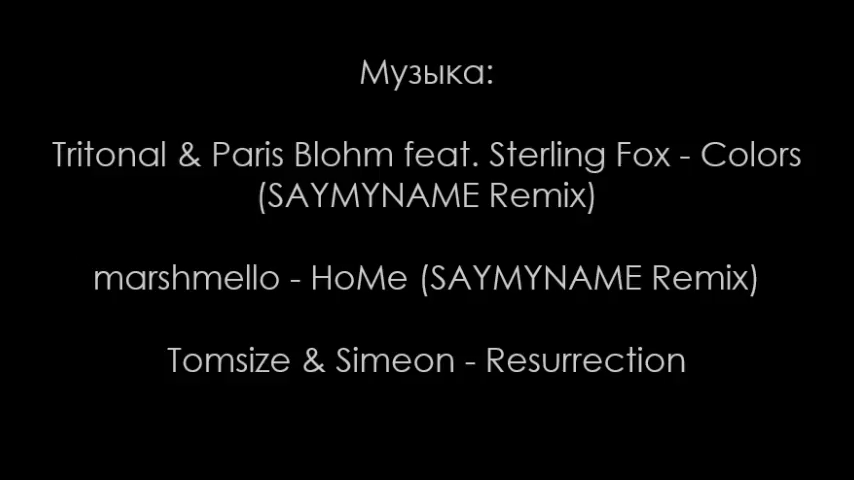 Музыка:
Tritonal & Paris Blohm feat. Sterling Fox - Colors
(SAYMYNAME Remix)
marshmello - HoMe (SAYMYNAME Remix)
Tomsize & Simeon - Resurrection